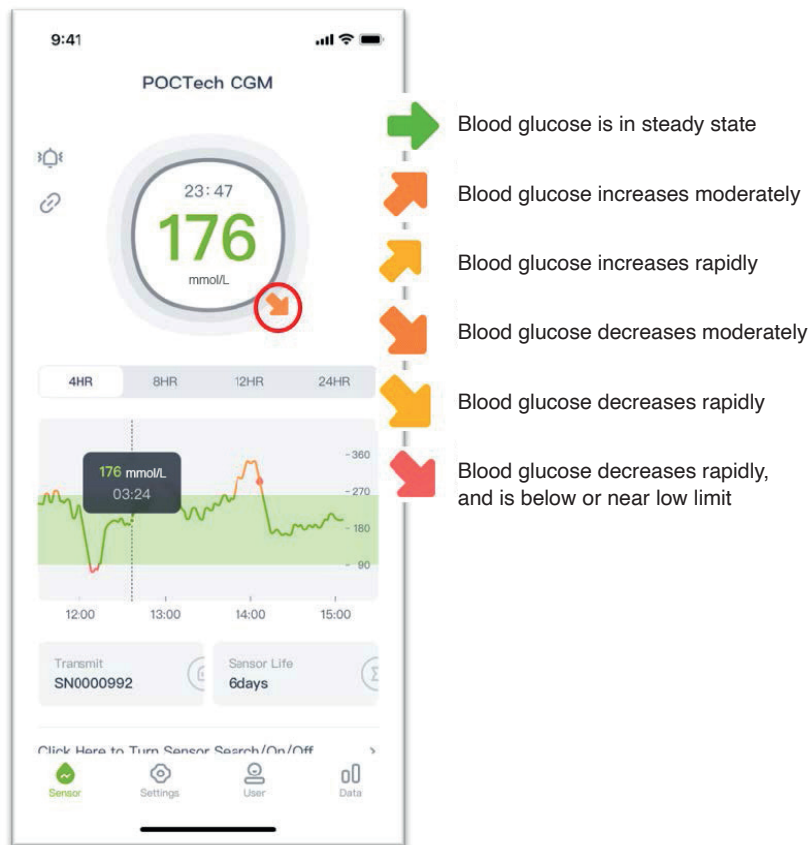 9:41
POCTech CGM
23:47
176
mmol/L
4HR 8HR 12HR 24HR
176 mmol/L
03:24
360
270
180
90
12:00 13:00 14:00 15:00
Transmit
SN0000992
Sensor Life
6days
Click Here to Turn Sensor Search/On/Off
Sensor Settings User Data
Blood glucose is in steady state
Blood glucose increases moderately
Blood glucose increases rapidly
Blood glucose decreases moderately
Blood glucose decreases rapidly
Blood glucose decreases rapidly,
and is below or near low limit